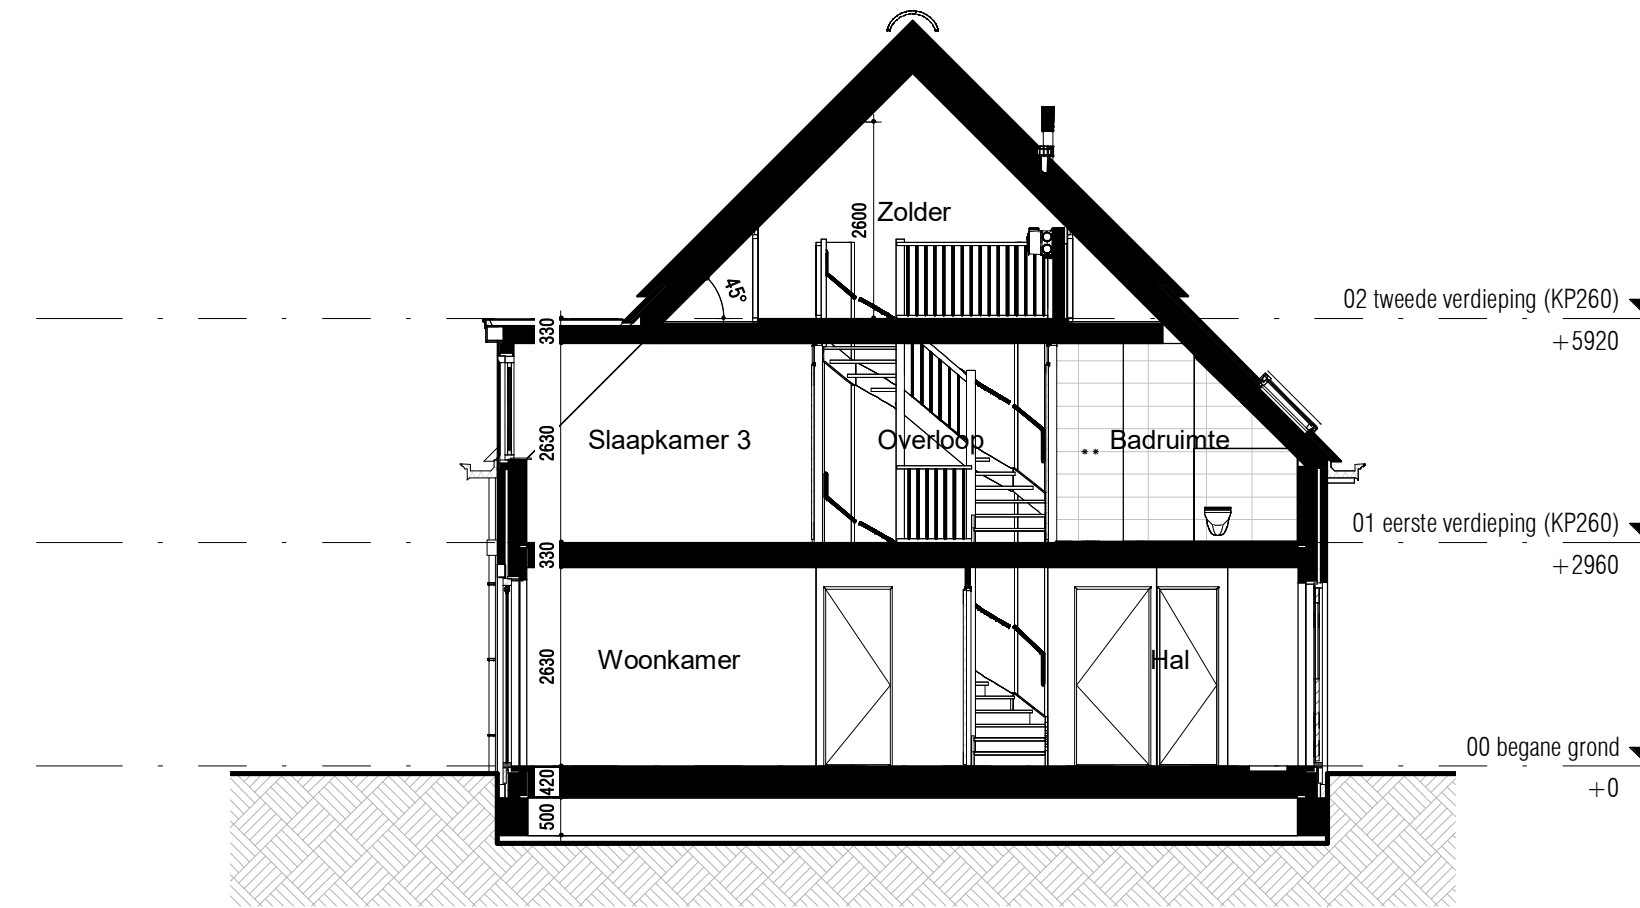 Zolder
2600
45°
02 tweede verdieping (KP260)
+5920
330
2630
Slaapkamer 3
Overloop
Badruimte
**
01 eerste verdieping (KP260)
+2960
330
2630
Woonkamer
Hal
00 begane grond
+0
420
500